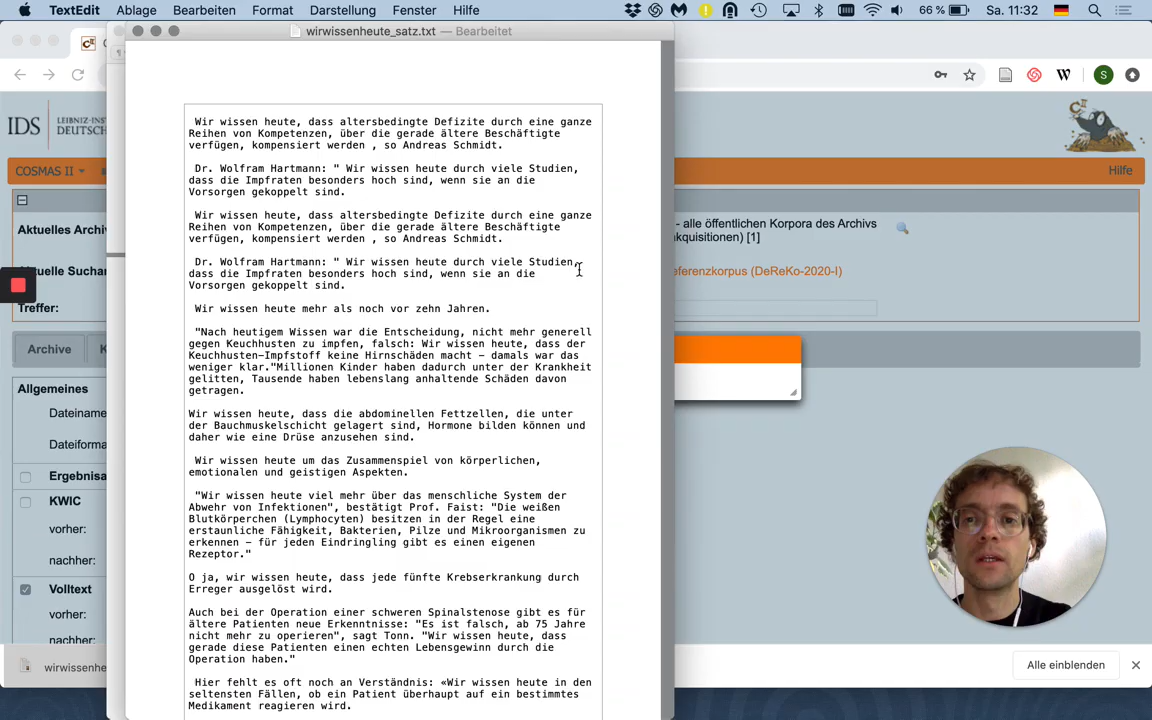 TextEdit Ablage Bearbeiten Format Darstellung Fenster Hilfe 66 % Sa. 11:32
wirwissenheute_satz.txt — Bearbeitet
Wir wissen heute, dass altersbedingte Defizite durch eine ganze
Reihen von Kompetenzen, über die gerade ältere Beschäftigte
verfügen, kompensiert werden , so Andreas Schmidt.
Dr. Wolfram Hartmann: " Wir wissen heute durch viele Studien,
dass die Impfraten besonders hoch sind, wenn sie an die
Vorsorgen gekoppelt sind.
Wir wissen heute, dass altersbedingte Defizite durch eine ganze
Reihen von Kompetenzen, über die gerade ältere Beschäftigte
verfügen, kompensiert werden , so Andreas Schmidt.
Dr. Wolfram Hartmann: " Wir wissen heute durch viele Studien,
dass die Impfraten besonders hoch sind, wenn sie an die
Vorsorgen gekoppelt sind.
Wir wissen heute mehr als noch vor zehn Jahren.
"Nach heutigem Wissen war die Entscheidung, nicht mehr generell
gegen Keuchhusten zu impfen, falsch: Wir wissen heute, dass der
Keuchhusten-Impfstoff keine Hirnschäden macht – damals war das
weniger klar."Millionen Kinder haben dadurch unter der Krankheit
gelitten, Tausende haben lebenslang anhaltende Schäden davon
getragen.
Wir wissen heute, dass die abdominellen Fettzellen, die unter
der Bauchmuskelschicht gelagert sind, Hormone bilden können und
daher wie eine Drüse anzusehen sind.
Wir wissen heute um das Zusammenspiel von körperlichen,
emotionalen und geistigen Aspekten.
"Wir wissen heute viel mehr über das menschliche System der
Abwehr von Infektionen", bestätigt Prof. Faist: "Die weißen
Blutkörperchen (Lymphocyten) besitzen in der Regel eine
erstaunliche Fähigkeit, Bakterien, Pilze und Mikroorganismen zu
erkennen – für jeden Eindringling gibt es einen eigenen
Rezeptor."
O ja, wir wissen heute, dass jede fünfte Krebserkrankung durch
Erreger ausgelöst wird.
Auch bei der Operation einer schweren Spinalstenose gibt es für
ältere Patienten neue Erkenntnisse: "Es ist falsch, ab 75 Jahre
nicht mehr zu operieren", sagt Tonn. "Wir wissen heute, dass
gerade diese Patienten einen echten Lebensgewinn durch die
Operation haben."
Hier fehlt es oft noch an Verständnis: «Wir wissen heute in den
seltensten Fällen, ob ein Patient überhaupt auf ein bestimmtes
Medikament reagieren wird.
IDS LEIBNIZ-INS
DEUTSCH
COSMAS II
Hilfe
Aktuelles Archi
- alle öffentlichen Korpora des Archivs
kquisitionen) [1]
ktuelle Suchan
eferenzkorpus (DeReKo-2020-I)
Treffer:
Archive K
Allgemeines
Dateiname
Dateiforma
Ergebnisa
KWIC
vorher:
nachher:
Volltext
vorher:
nachher:
wirwissenhe
Alle einblenden
W
S